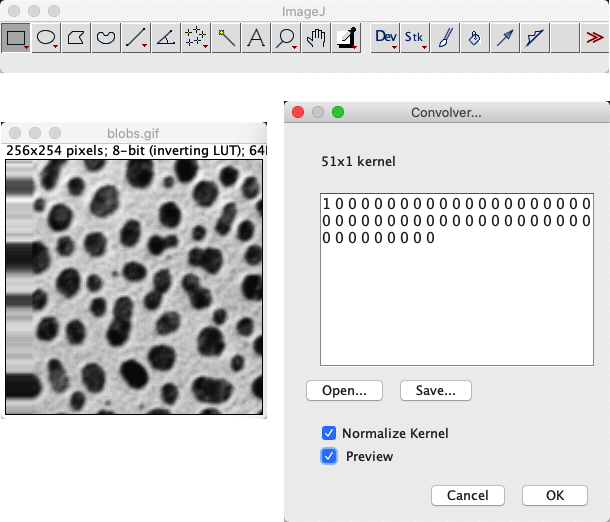 ImageJ
A Dev Stk
blobs.gif
256x254 pixels; 8-bit (inverting LUT); 64
Convolver...
51x1 kernel
1 0 0 0 0 0 0 0 0 0 0 0 0 0 0 0 0 0 0 0 0
0 0 0 0 0 0 0 0 0 0 0 0 0 0 0 0 0 0 0 0 0
0 0 0 0 0 0 0 0 0
Open... Save...
Normalize Kernel
Preview
Cancel OK